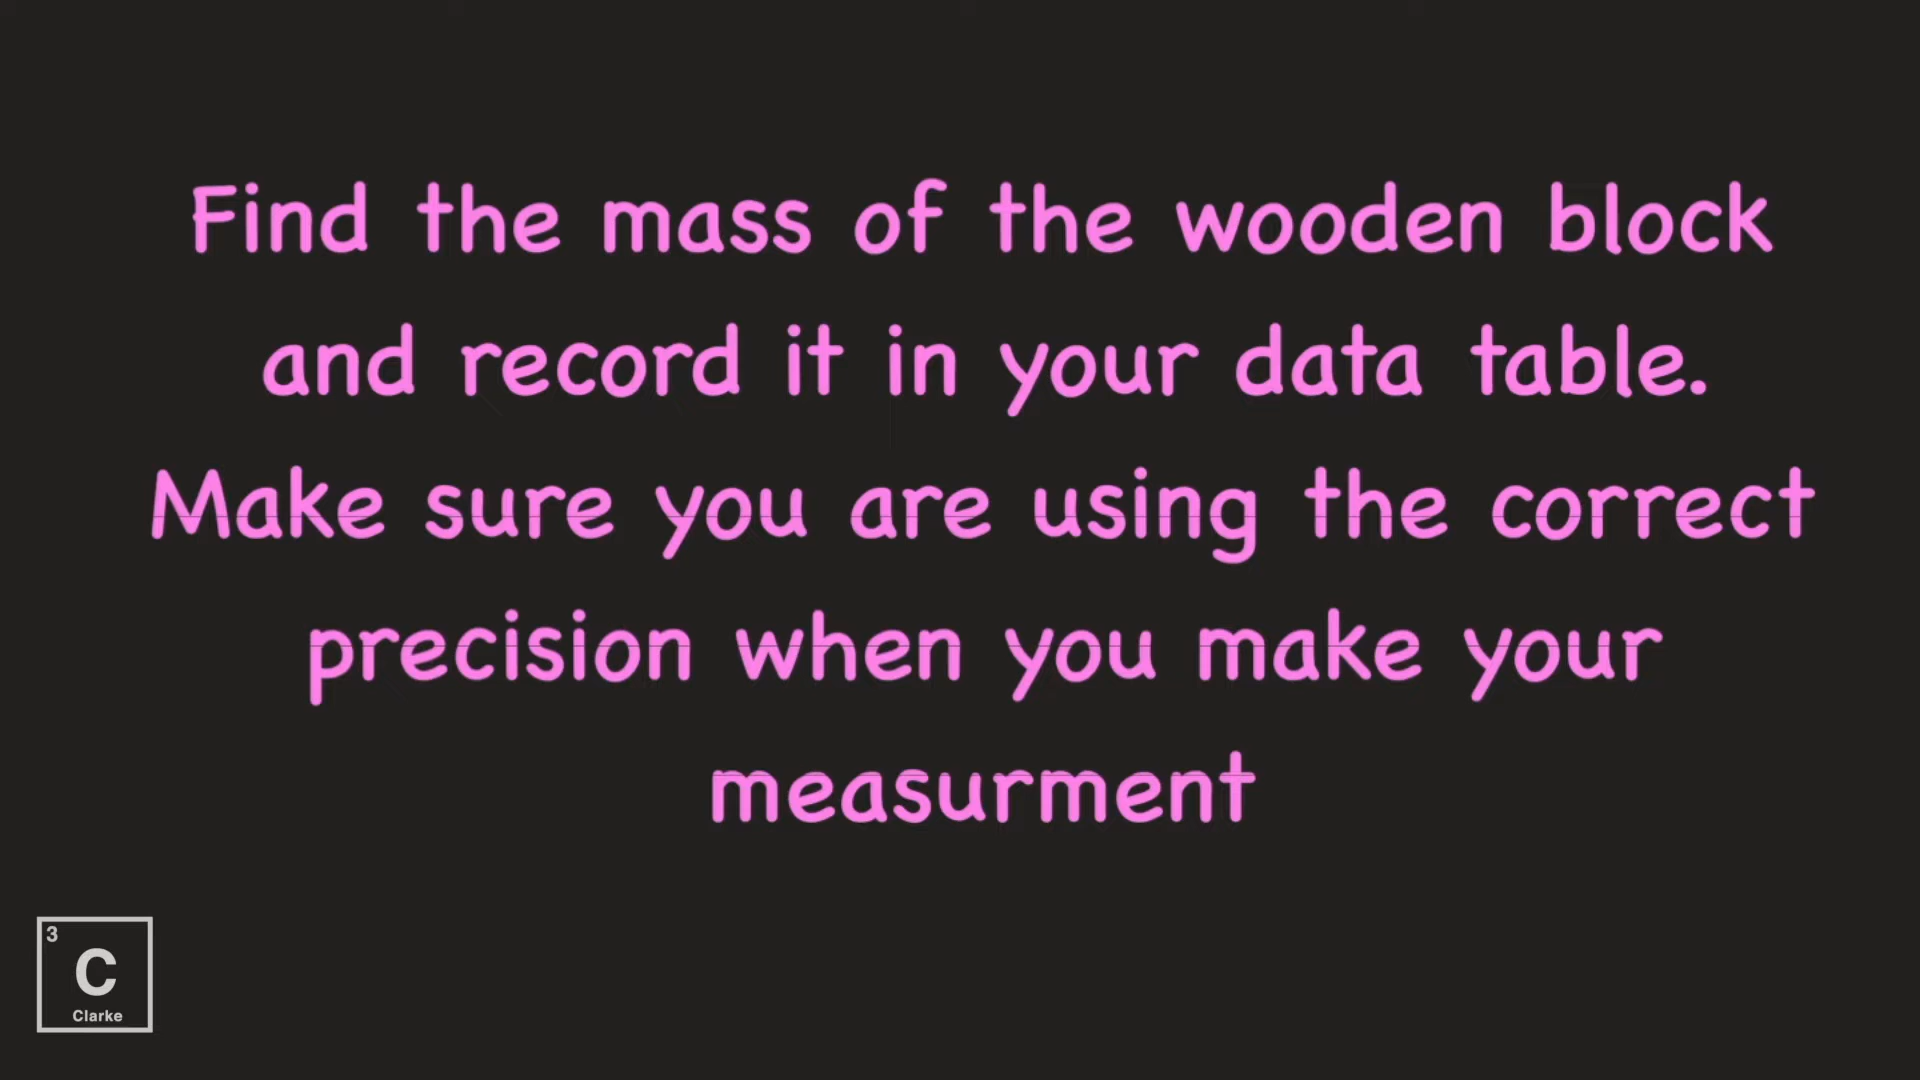 Find the mass of the wooden block
and record it in your data table.
Make sure you are using the correct
precision when you make your
measurment
3
C
Clarke